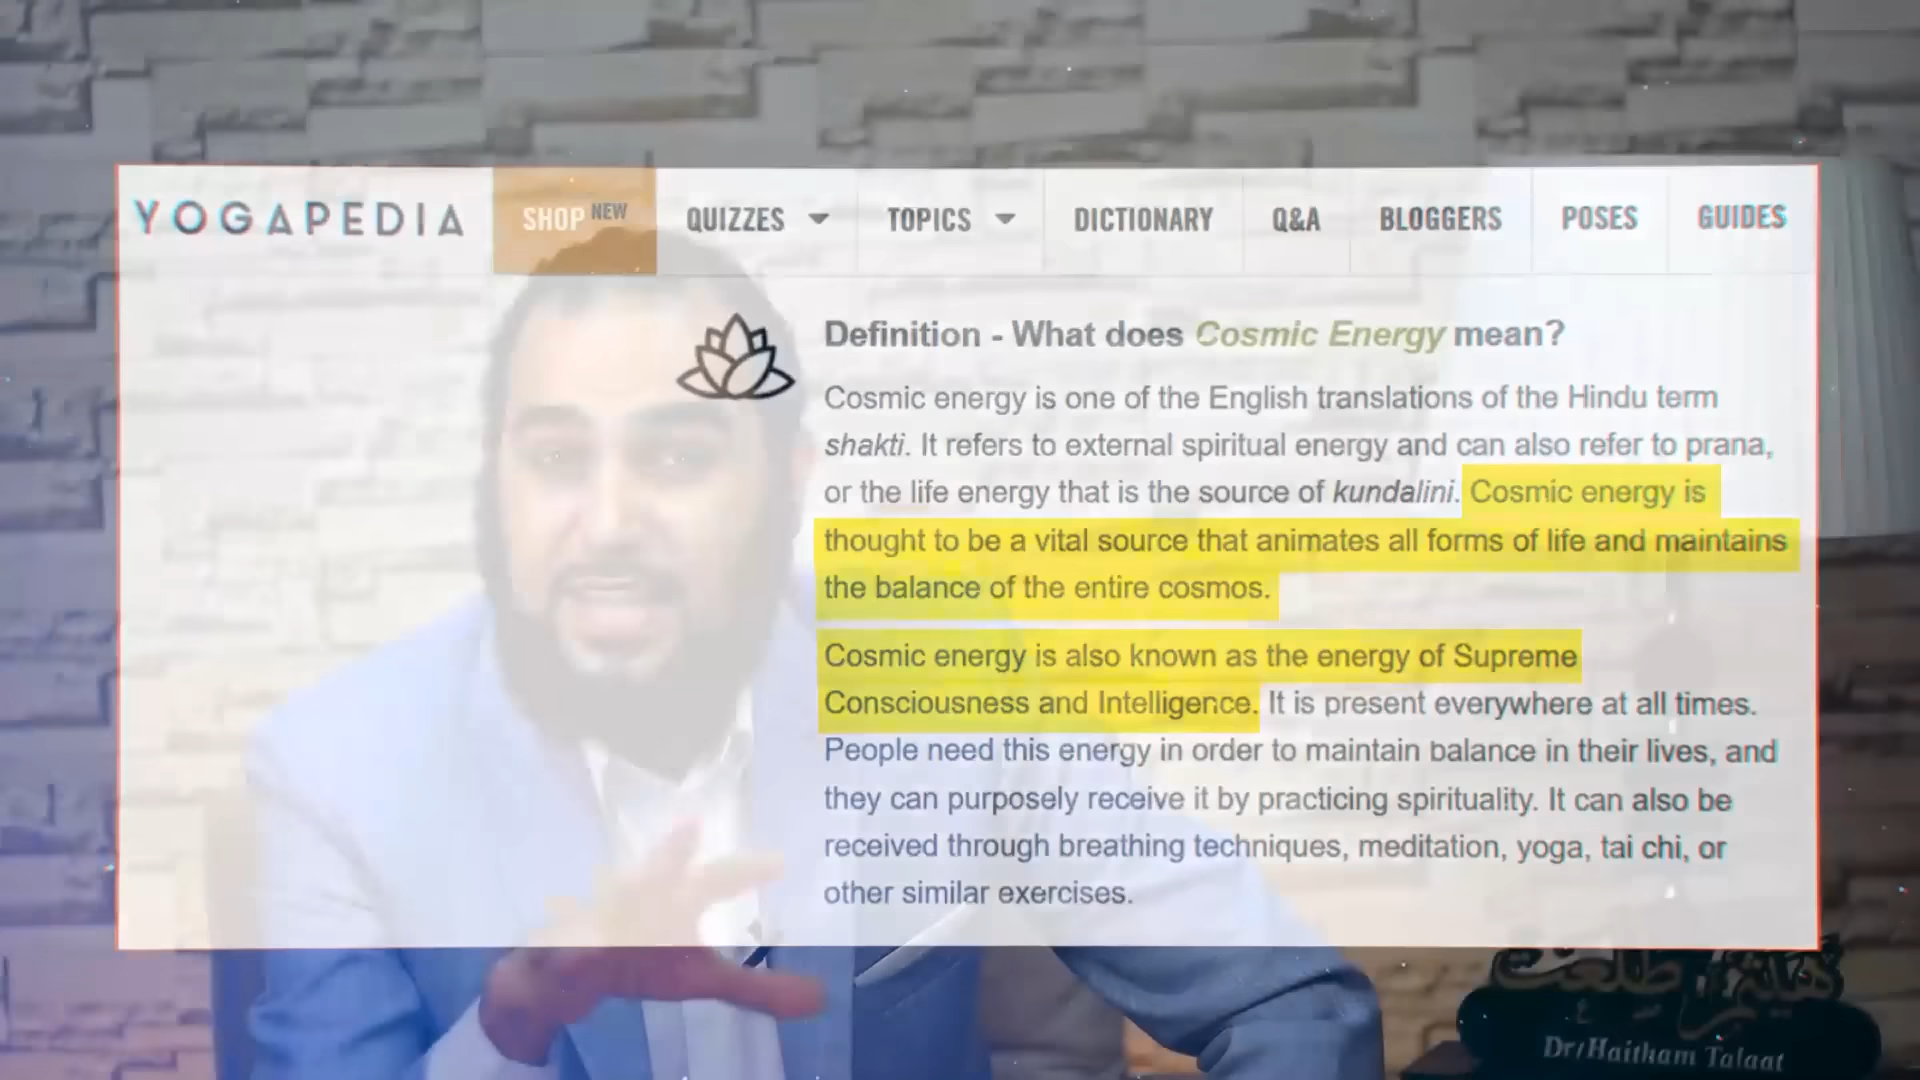 YOGAPEDIA SHOP NEW QUIZZES TOPICS DICTIONARY Q&A BLOGGERS POSES GUIDES
Definition - What does Cosmic Energy mean?
Cosmic energy is one of the English translations of the Hindu term
shakti. It refers to external spiritual energy and can also refer to prana,
or the life energy that is the source of kundalini. Cosmic energy is
thought to be a vital source that animates all forms of life and maintains
the balance of the entire cosmos.
Cosmic energy is also known as the energy of Supreme
Consciousness and Intelligence. It is present everywhere at all times.
People need this energy in order to maintain balance in their lives, and
they can purposely receive it by practicing spirituality. It can also be
received through breathing techniques, meditation, yoga, tai chi, or
other similar exercises.
هيثم طلعت
Dr/Haitham Talaat